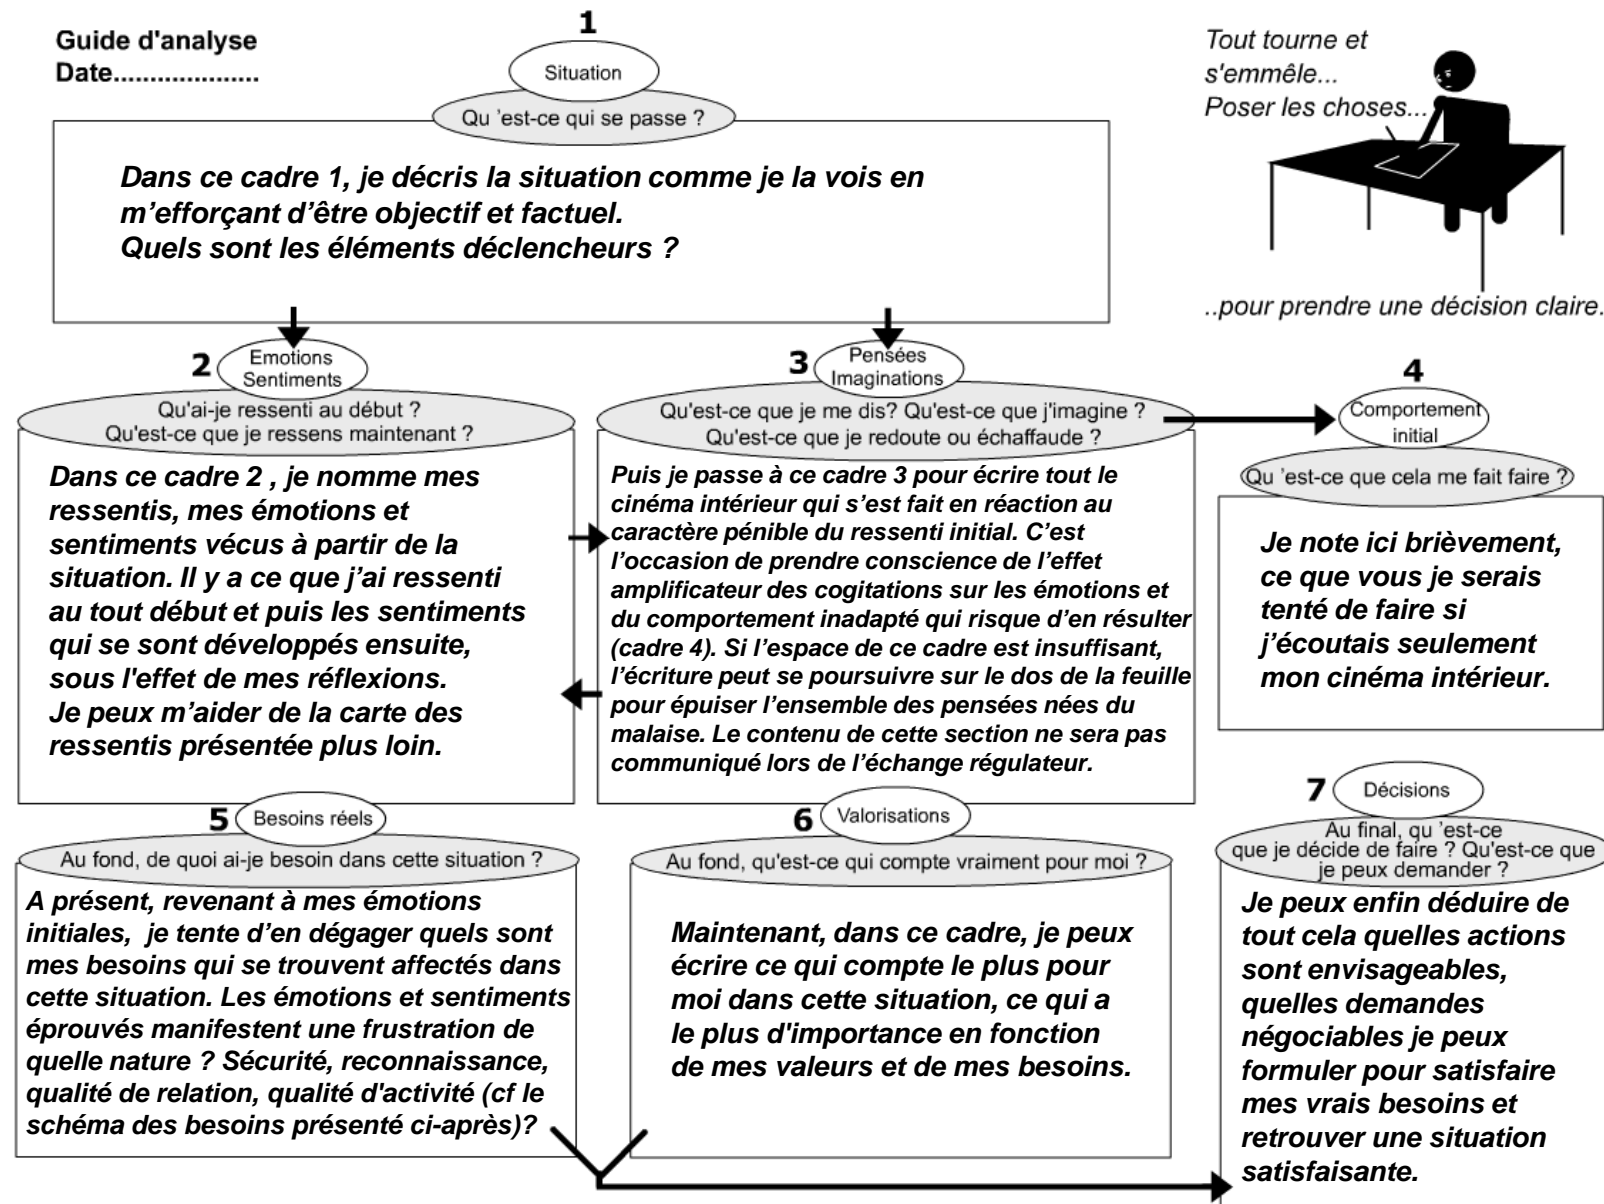 Guide d'analyse
Date....................
1
Situation
Qu 'est-ce qui se passe ?
Dans ce cadre 1, je décris la situation comme je la vois en
m'efforçant d'être objectif et factuel.
Quels sont les éléments déclencheurs ?
Tout tourne et
s'emmêle...
Poser les choses...
..pour prendre une décision claire.
2
Emotions
Sentiments
Qu'ai-je ressenti au début ?
Qu'est-ce que je ressens maintenant ?
Dans ce cadre 2 , je nomme mes
ressentis, mes émotions et
sentiments vécus à partir de la
situation. Il y a ce que j'ai ressenti
au tout début et puis les sentiments
qui se sont développés ensuite,
sous l'effet de mes réflexions.
Je peux m'aider de la carte des
ressentis présentée plus loin.
3
Pensées
Imaginations
Qu'est-ce que je me dis? Qu'est-ce que j'imagine ?
Qu'est-ce que je redoute ou échaffaude ?
Puis je passe à ce cadre 3 pour écrire tout le
cinéma intérieur qui s'est fait en réaction au
caractère pénible du ressenti initial. C'est
l'occasion de prendre conscience de l'effet
amplificateur des cogitations sur les émotions et
du comportement inadapté qui risque d'en résulter
(cadre 4). Si l'espace de ce cadre est insuffisant,
l'écriture peut se poursuivre sur le dos de la feuille
pour épuiser l'ensemble des pensées nées du
malaise. Le contenu de cette section ne sera pas
communiqué lors de l'échange régulateur.
4
Comportement
initial
Qu 'est-ce que cela me fait faire ?
Je note ici brièvement,
ce que vous je serais
tenté de faire si
j'écoutais seulement
mon cinéma intérieur.
5
Besoins réels
Au fond, de quoi ai-je besoin dans cette situation ?
A présent, revenant à mes émotions
initiales, je tente d'en dégager quels sont
mes besoins qui se trouvent affectés dans
cette situation. Les émotions et sentiments
éprouvés manifestent une frustration de
quelle nature ? Sécurité, reconnaissance,
qualité de relation, qualité d'activité (cf le
schéma des besoins présenté ci-après)?
6
Valorisations
Au fond, qu'est-ce qui compte vraiment pour moi ?
Maintenant, dans ce cadre, je peux
écrire ce qui compte le plus pour
moi dans cette situation, ce qui a
le plus d'importance en fonction
de mes valeurs et de mes besoins.
7
Décisions
Au final, qu 'est-ce
que je décide de faire ? Qu'est-ce que
je peux demander ?
Je peux enfin déduire de
tout cela quelles actions
sont envisageables,
quelles demandes
négociables je peux
formuler pour satisfaire
mes vrais besoins et
retrouver une situation
satisfaisante.